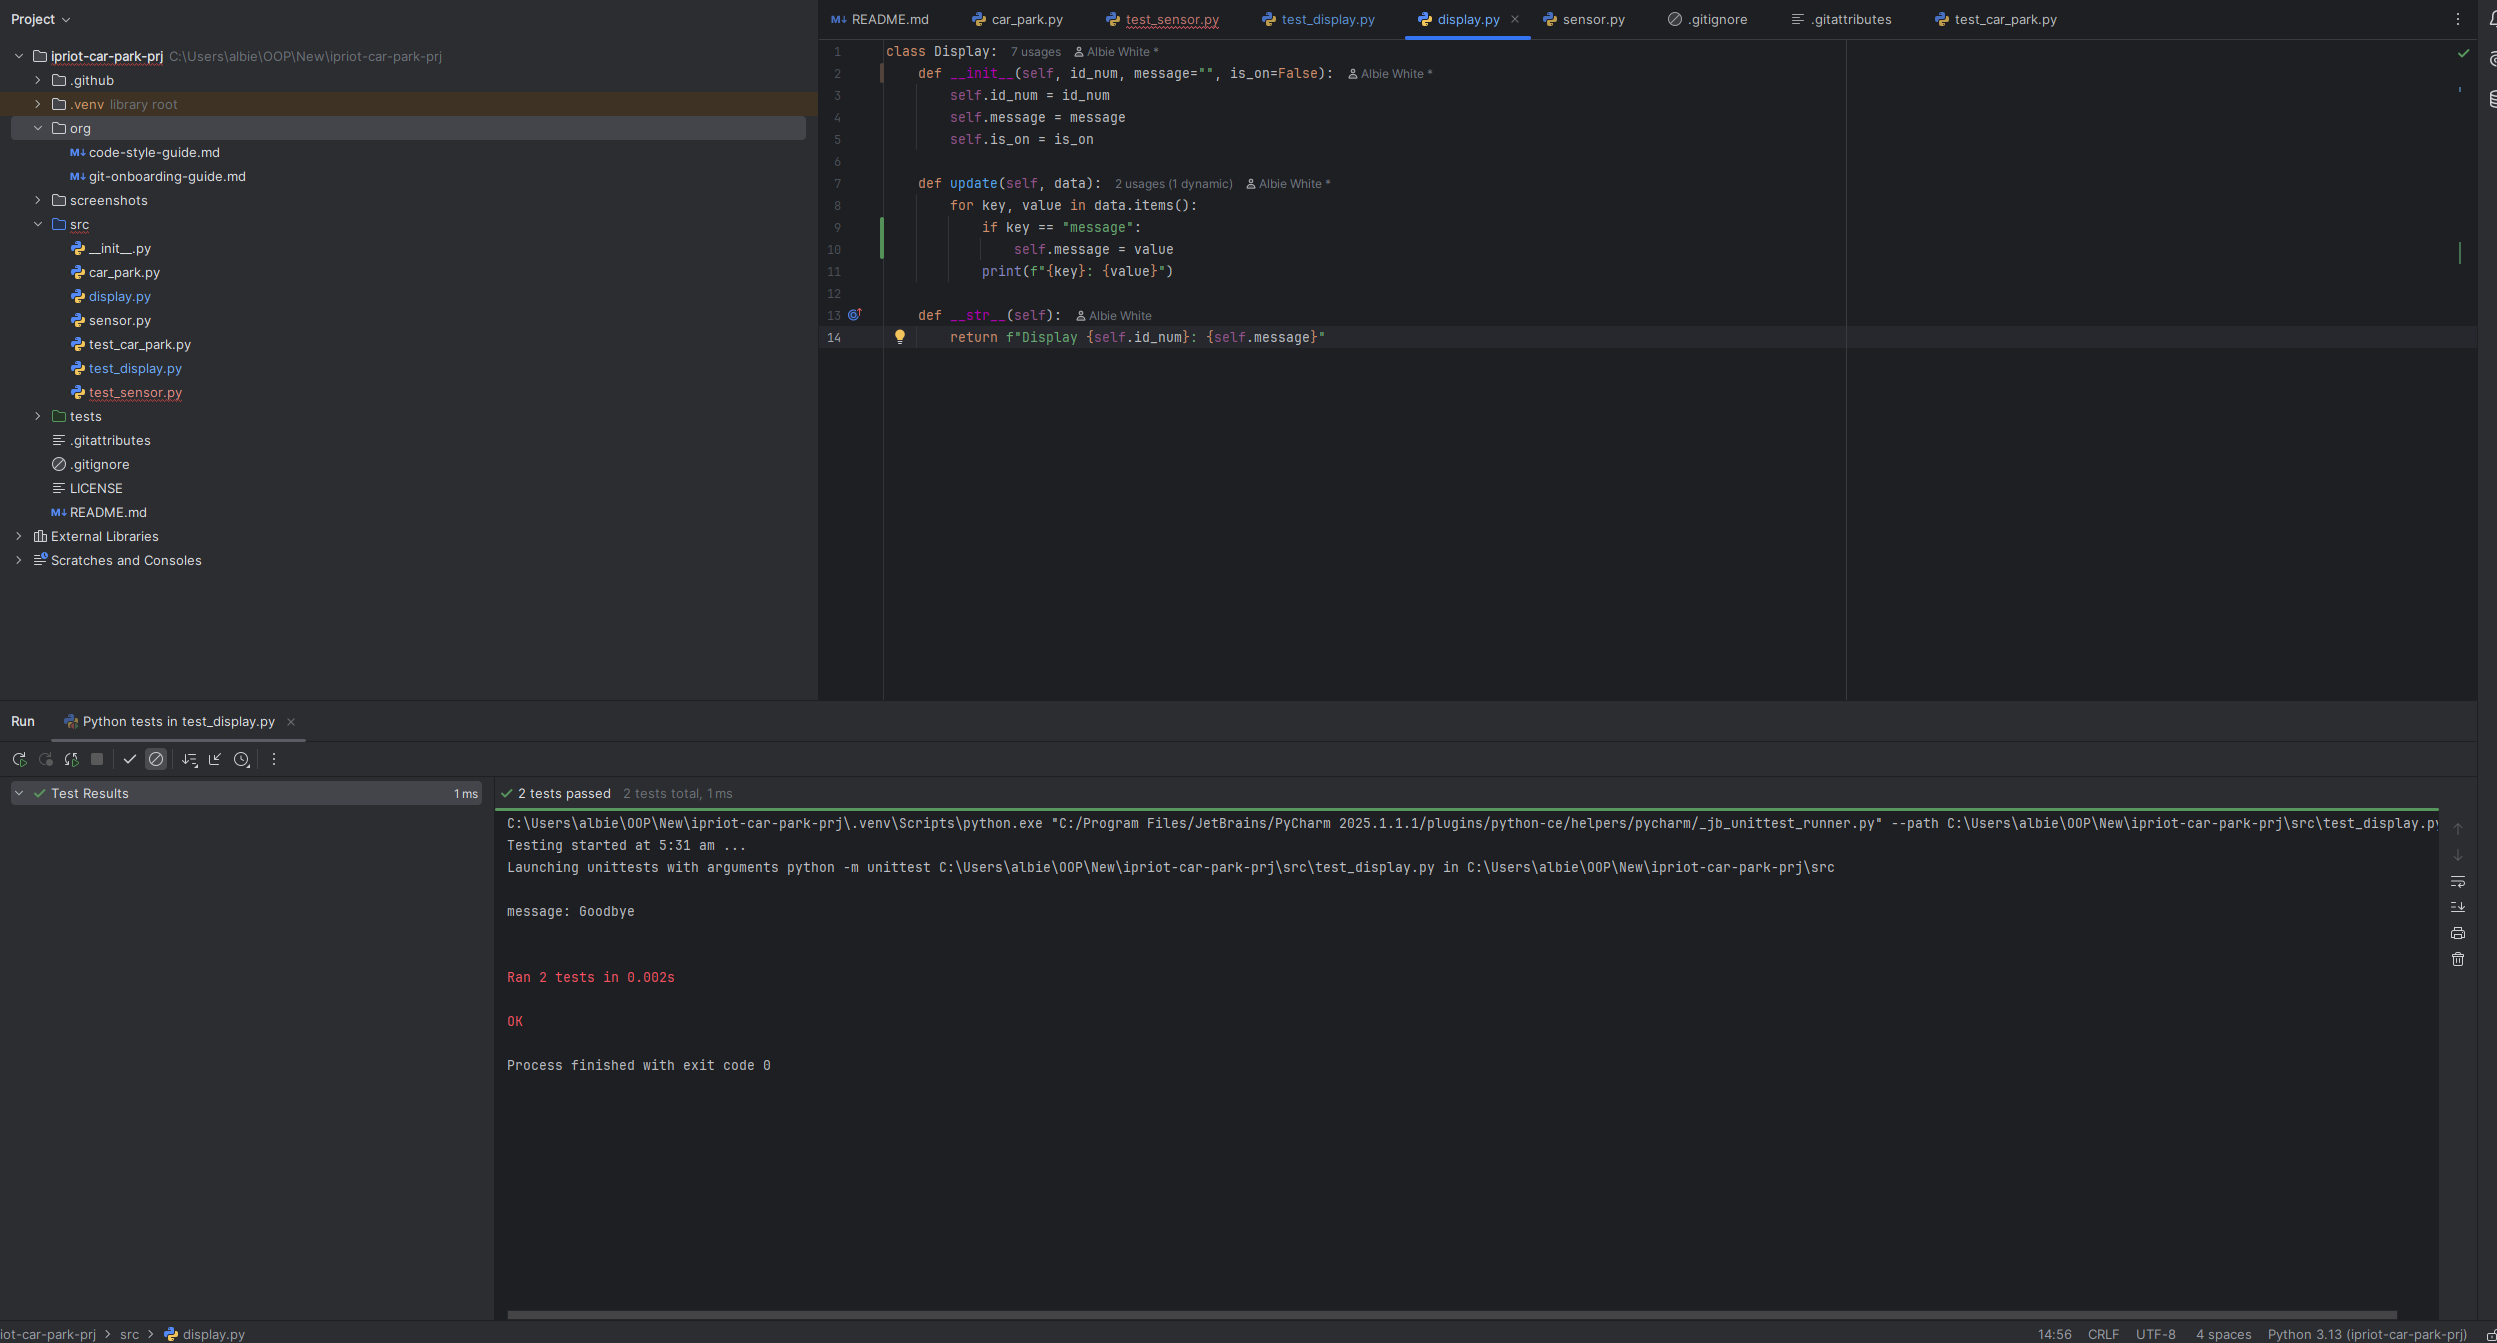 Project
ipriot-car-park-prj C:\Users\albie\OOP\New\ipriot-car-park-prj
.github
.venv library root
org
code-style-guide.md
git-onboarding-guide.md
screenshots
src
__init__.py
car_park.py
display.py
sensor.py
test_car_park.py
test_display.py
test_sensor.py
tests
.gitattributes
.gitignore
LICENSE
README.md
External Libraries
Scratches and Consoles
README.md car_park.py test_sensor.py test_display.py display.py sensor.py .gitignore .gitattributes test_car_park.py
1 class Display: 7 usages Albie White *
2 def __init__(self, id_num, message="", is_on=False): Albie White *
3 self.id_num = id_num
4 self.message = message
5 self.is_on = is_on
6
7 def update(self, data): 2 usages (1 dynamic) Albie White *
8 for key, value in data.items():
9 if key == "message":
10 self.message = value
11 print(f"{key}: {value}")
12
13 def __str__(self): Albie White
14 return f"Display {self.id_num}: {self.message}"
Run Python tests in test_display.py
Test Results 1 ms
2 tests passed 2 tests total, 1 ms
C:\Users\albie\OOP\New\ipriot-car-park-prj\.venv\Scripts\python.exe "C:/Program Files/JetBrains/PyCharm 2025.1.1.1/plugins/python-ce/helpers/pycharm/_jb_unittest_runner.py" --path C:\Users\albie\OOP\New\ipriot-car-park-prj\src\test_display.py
Testing started at 5:31 am ...
Launching unittests with arguments python -m unittest C:\Users\albie\OOP\New\ipriot-car-park-prj\src\test_display.py in C:\Users\albie\OOP\New\ipriot-car-park-prj\src
message: Goodbye
Ran 2 tests in 0.002s
OK
Process finished with exit code 0
iot-car-park-prj > src > display.py
14:56 CRLF UTF-8 4 spaces Python 3.13 (ipriot-car-park-prj)